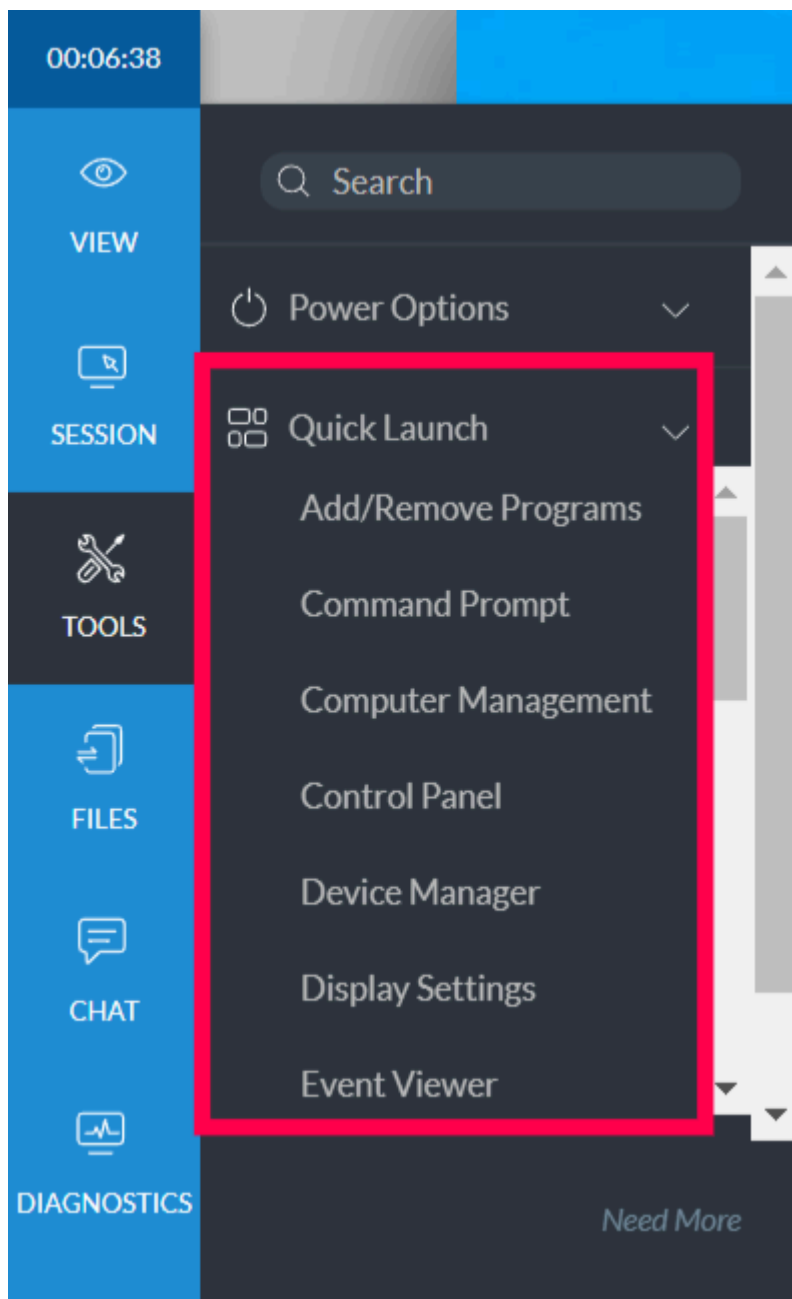 00:06:38
VIEW
SESSION
TOOLS
FILES
CHAT
DIAGNOSTICS
Search
Power Options
Quick Launch
Add/Remove Programs
Command Prompt
Computer Management
Control Panel
Device Manager
Display Settings
Event Viewer
Need More